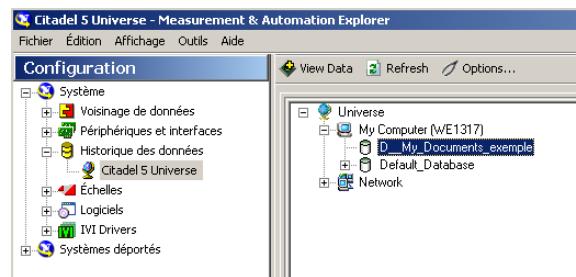 Citadel 5 Universe - Measurement & Automation Explorer
Fichier Édition Affichage Outils Aide
Configuration
Système
Voisinage de données
Périphériques et interfaces
Historique des données
Citadel 5 Universe
Échelles
Logiciels
IVI Drivers
Systèmes déportés
View Data Refresh Options...
Universe
My Computer (WE1317)
D__My_Documents_exemple
Default_Database
Network